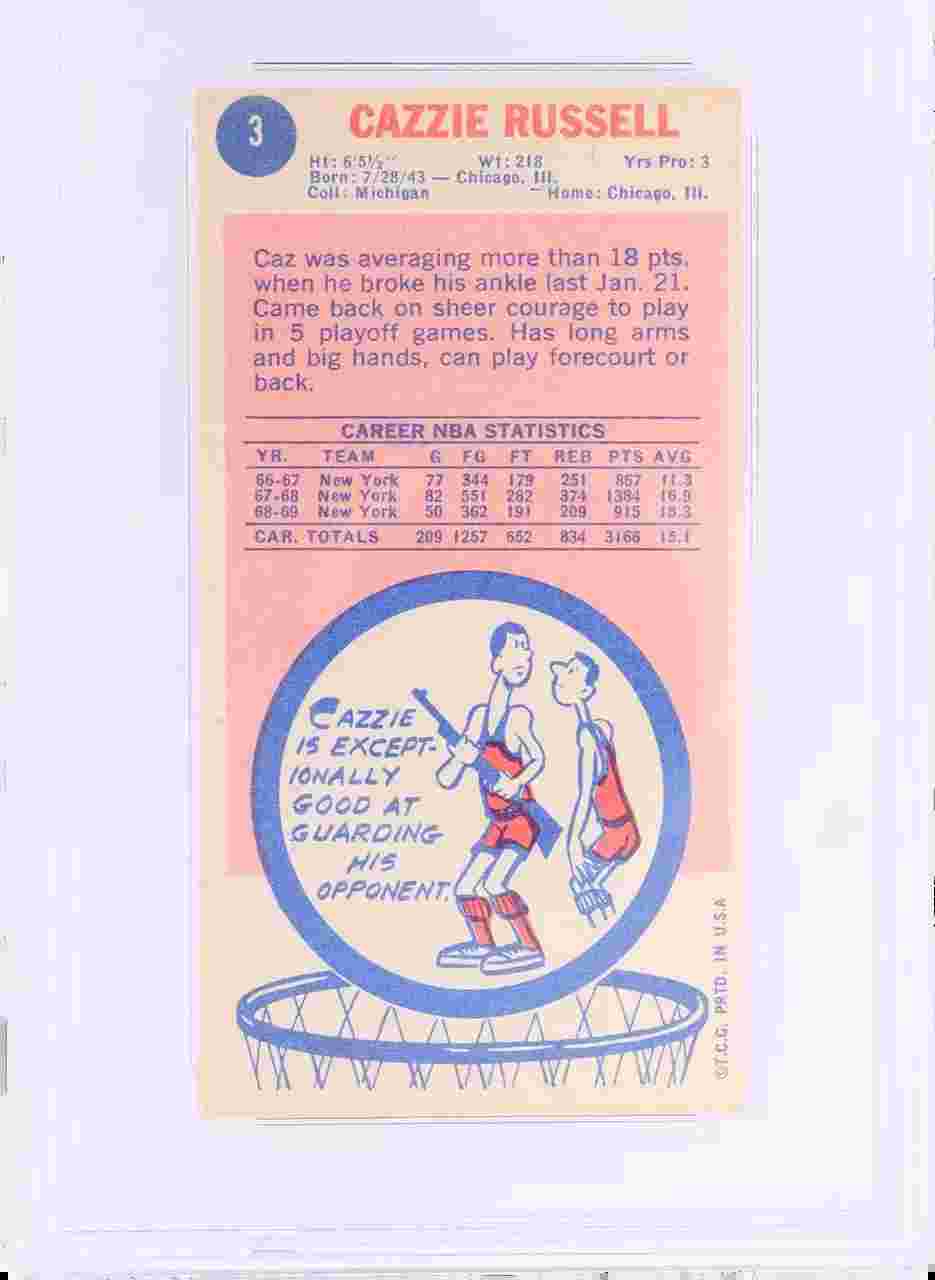 3
CAZZIE RUSSELL
Ht: 6'5½" Wt: 218 Yrs Pro: 3
Born: 7/28/43 — Chicago, Ill.
Coll: Michigan Home: Chicago, Ill.
Caz was averaging more than 18 pts.
when he broke his ankle last Jan. 21.
Came back on sheer courage to play
in 5 playoff games. Has long arms
and big hands, can play forecourt or
back.
CAREER NBA STATISTICS
YR. TEAM G FG FT REB PTS AVG
66-67 New York 77 344 179 251 867 11.3
67-68 New York 82 551 282 374 1384 16.9
68-69 New York 50 362 191 209 915 18.3
CAR. TOTALS 209 1257 652 834 3166 15.1
CAZZIE
IS EXCEPT-
IONALLY
GOOD AT
GUARDING
HIS
OPPONENT.
©T.C.G. PRTD. IN U.S.A